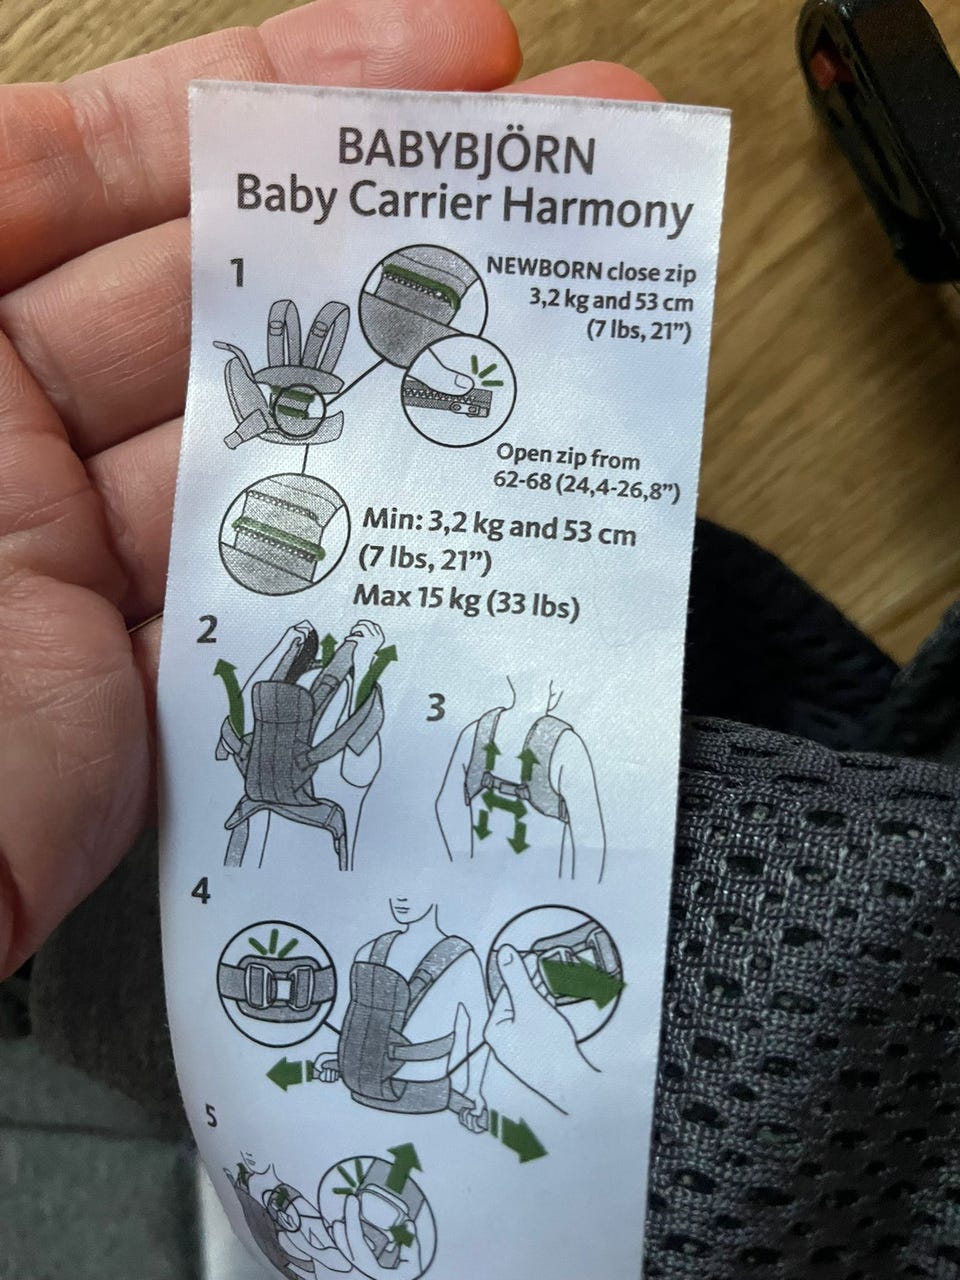 BABYBJÖRN
Baby Carrier Harmony
1
NEWBORN close zip
3,2 kg and 53 cm
(7 lbs, 21”)
Open zip from
62-68 (24,4-26,8”)
Min: 3,2 kg and 53 cm
(7 lbs, 21”)
Max 15 kg (33 lbs)
2
3
4
5